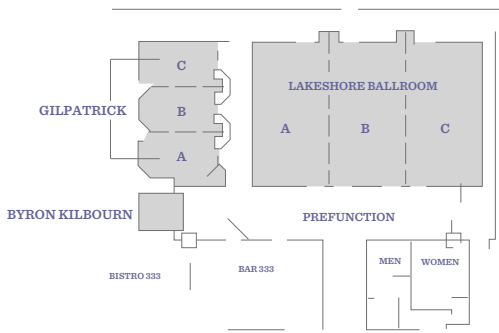 C
LAKESHORE BALLROOM
GILPATRICK
B
A
B
C
A
BYRON KILBOURN
PREFUNCTION
MEN
WOMEN
BISTRO 333
BAR 333